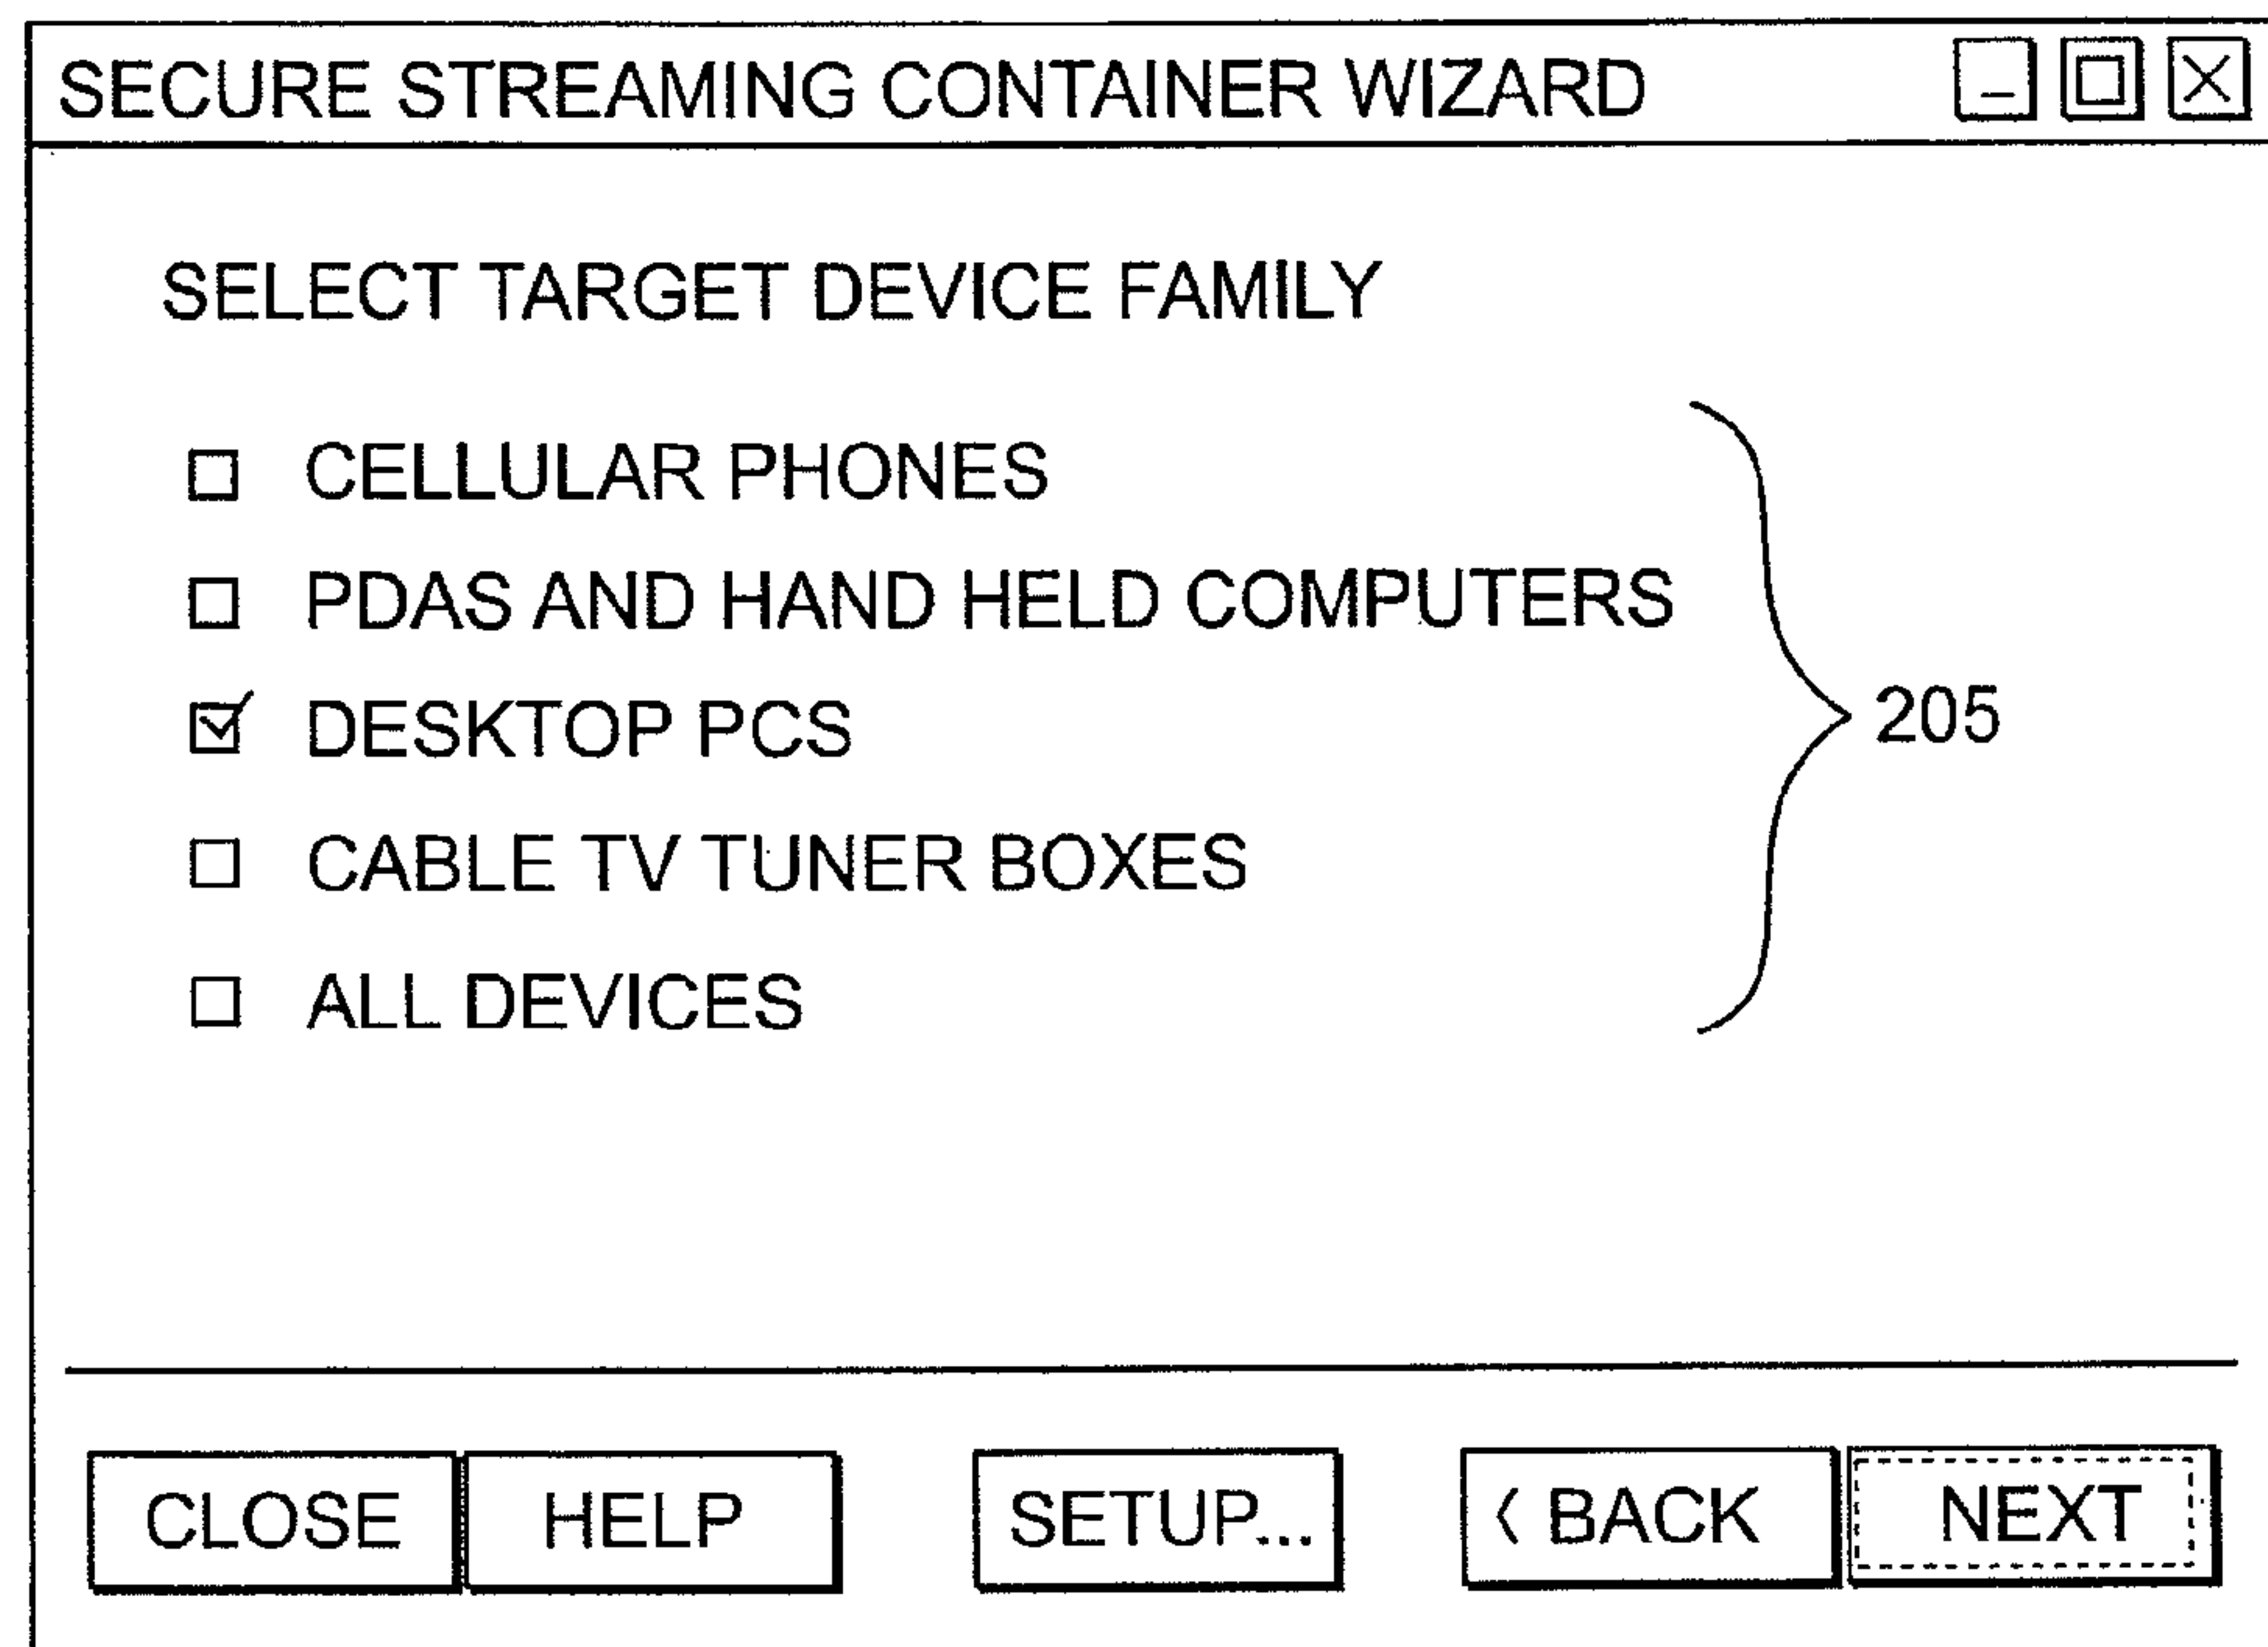 SECURE STREAMING CONTAINER WIZARD
SELECT TARGET DEVICE FAMILY
CELLULAR PHONES
PDAS AND HAND HELD COMPUTERS
DESKTOP PCS
205
CABLE TV TUNER BOXES
ALL DEVICES
CLOSE HELP SETUP... < BACK NEXT